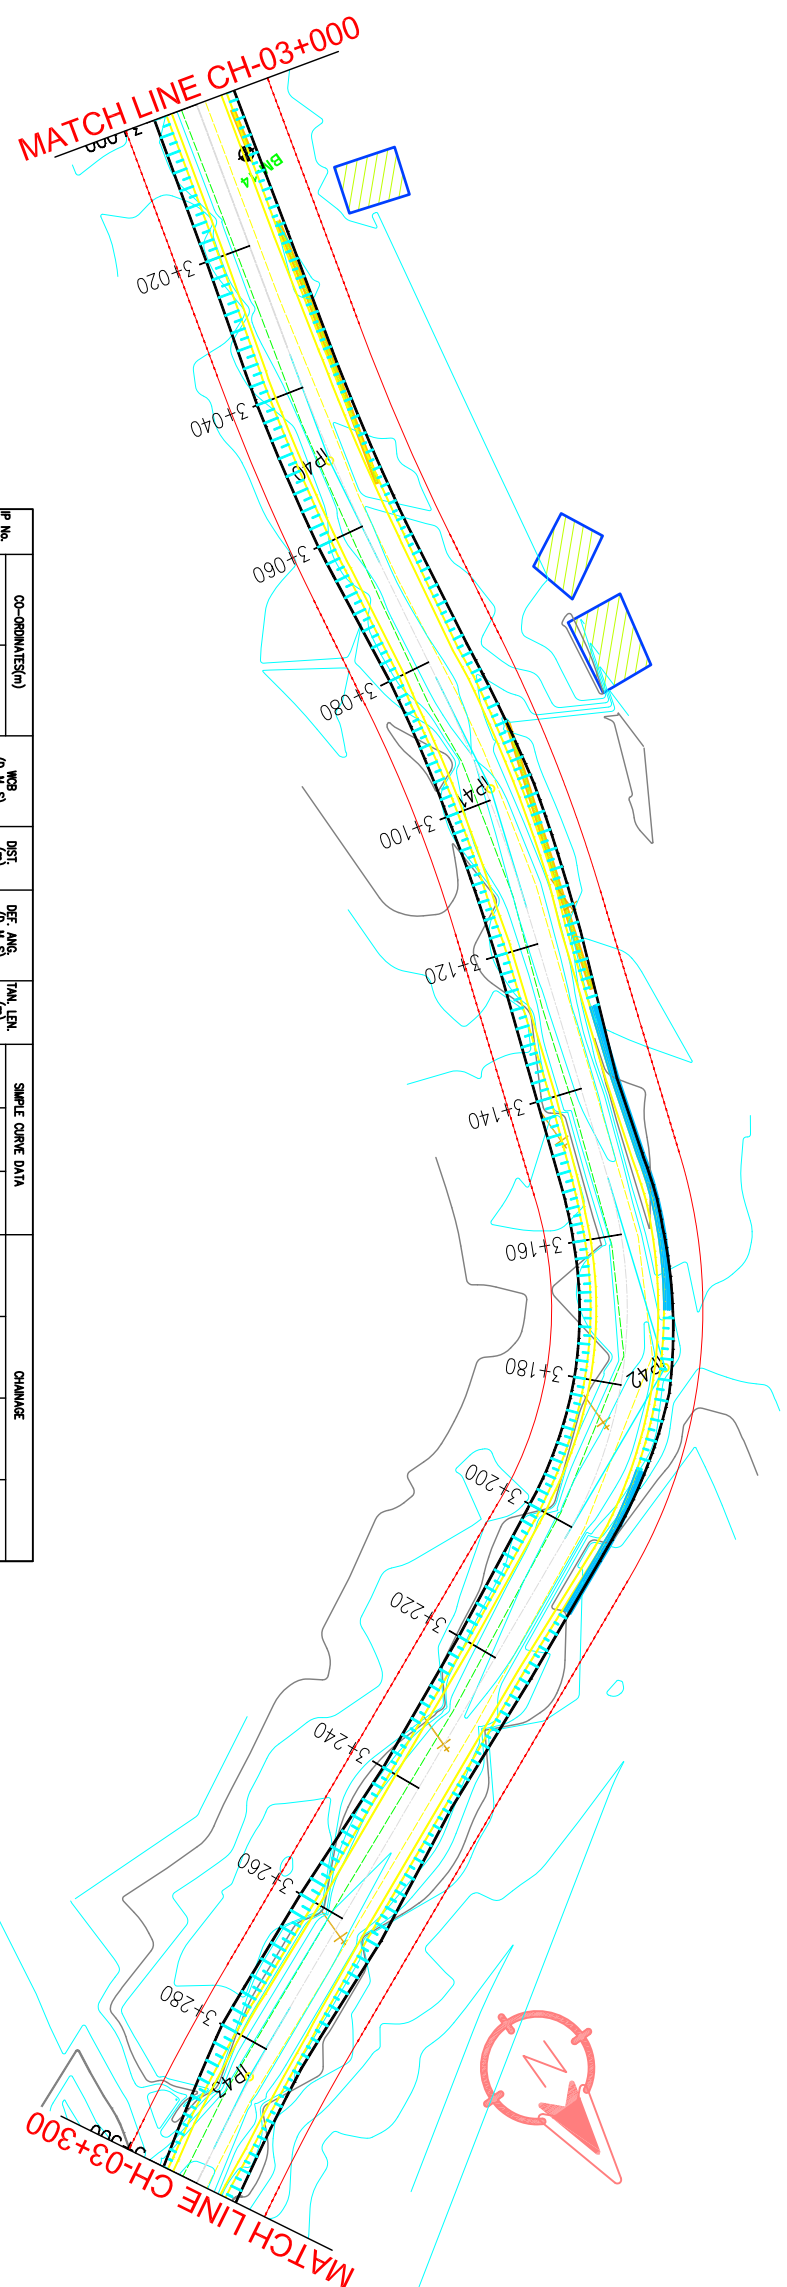 MATCH LINE CH-03+000
3+020
3+040
IP40
3+060
3+080
IP41
3+100
3+120
3+140
3+160
3+180
IP42
3+200
3+220
3+240
3+260
3+280
IP43
MATCH LINE CH-03+300
N
IP No.
CO-ORDINATES(m)
WCB
DIST.
DEF. ANG.
TAN. LEN.
SIMPLE CURVE DATA
CHAINAGE